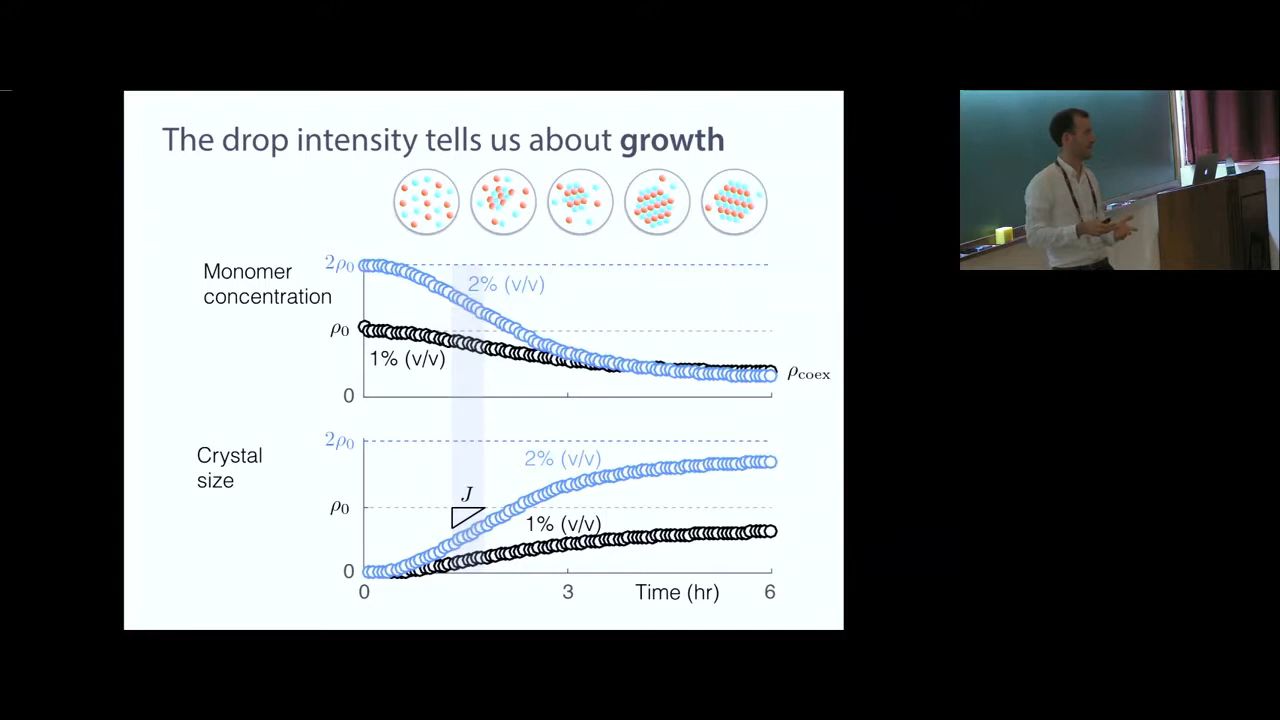 The drop intensity tells us about growth
Monomer
concentration
2ρ₀
2% (v/v)
ρ₀
1% (v/v)
ρcoex
0
Crystal
size
2ρ₀
2% (v/v)
J
ρ₀
1% (v/v)
0
0
3
Time (hr)
6